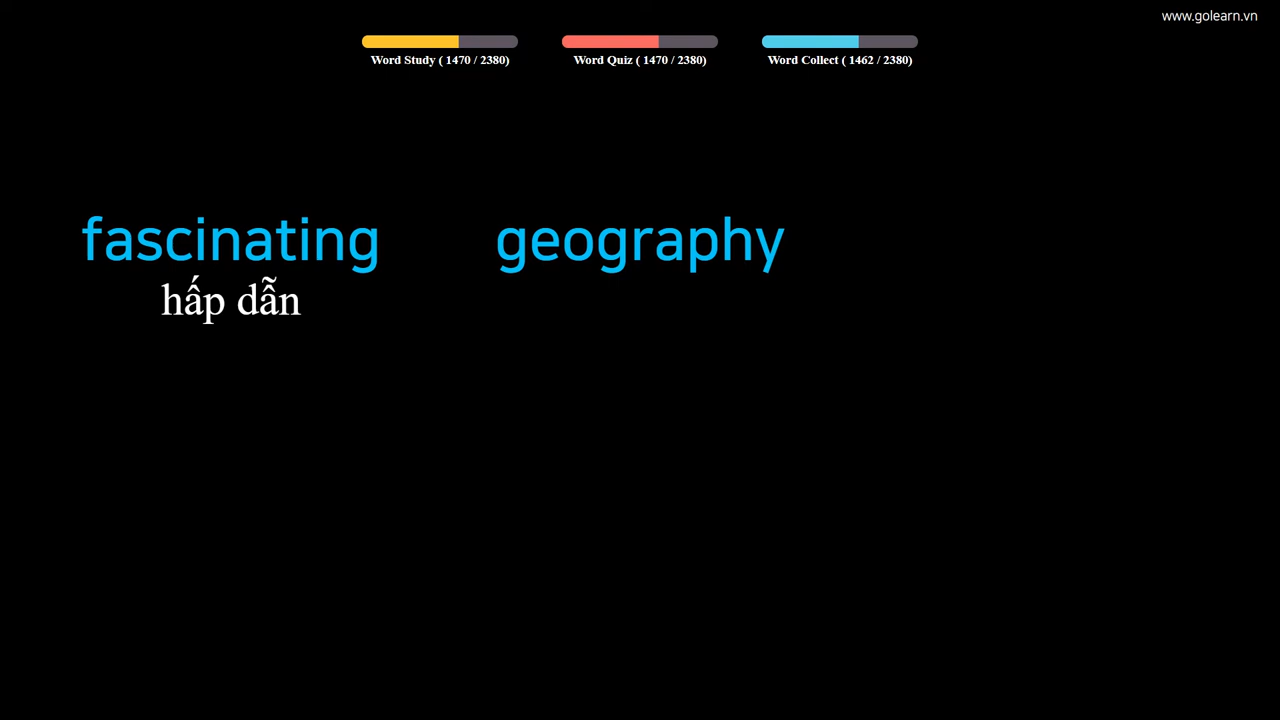 www.golearn.vn
Word Study ( 1470 / 2380) Word Quiz ( 1470 / 2380) Word Collect ( 1462 / 2380)
fascinating geography
hấp dẫn